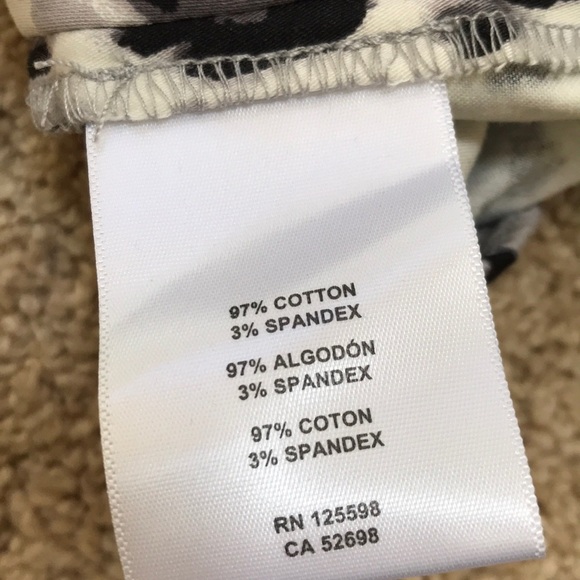 97% COTTON
3% SPANDEX
97% ALGODÓN
3% SPANDEX
97% COTON
3% SPANDEX
RN 125598
CA 52698